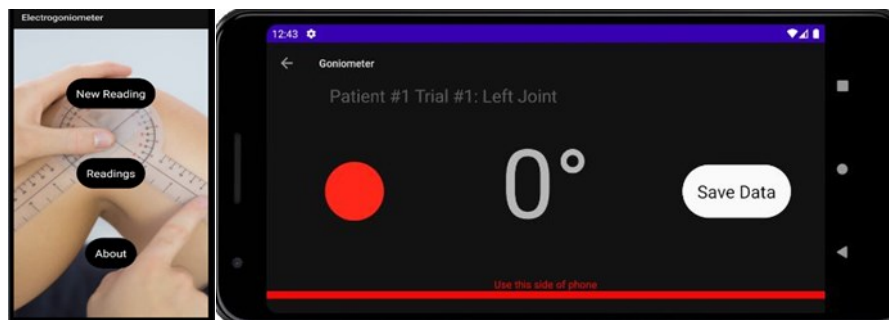 Electrogoniometer
New Reading
Readings
About
12:43
Goniometer
Patient #1 Trial #1: Left Joint
0°
Save Data
Use this side of phone